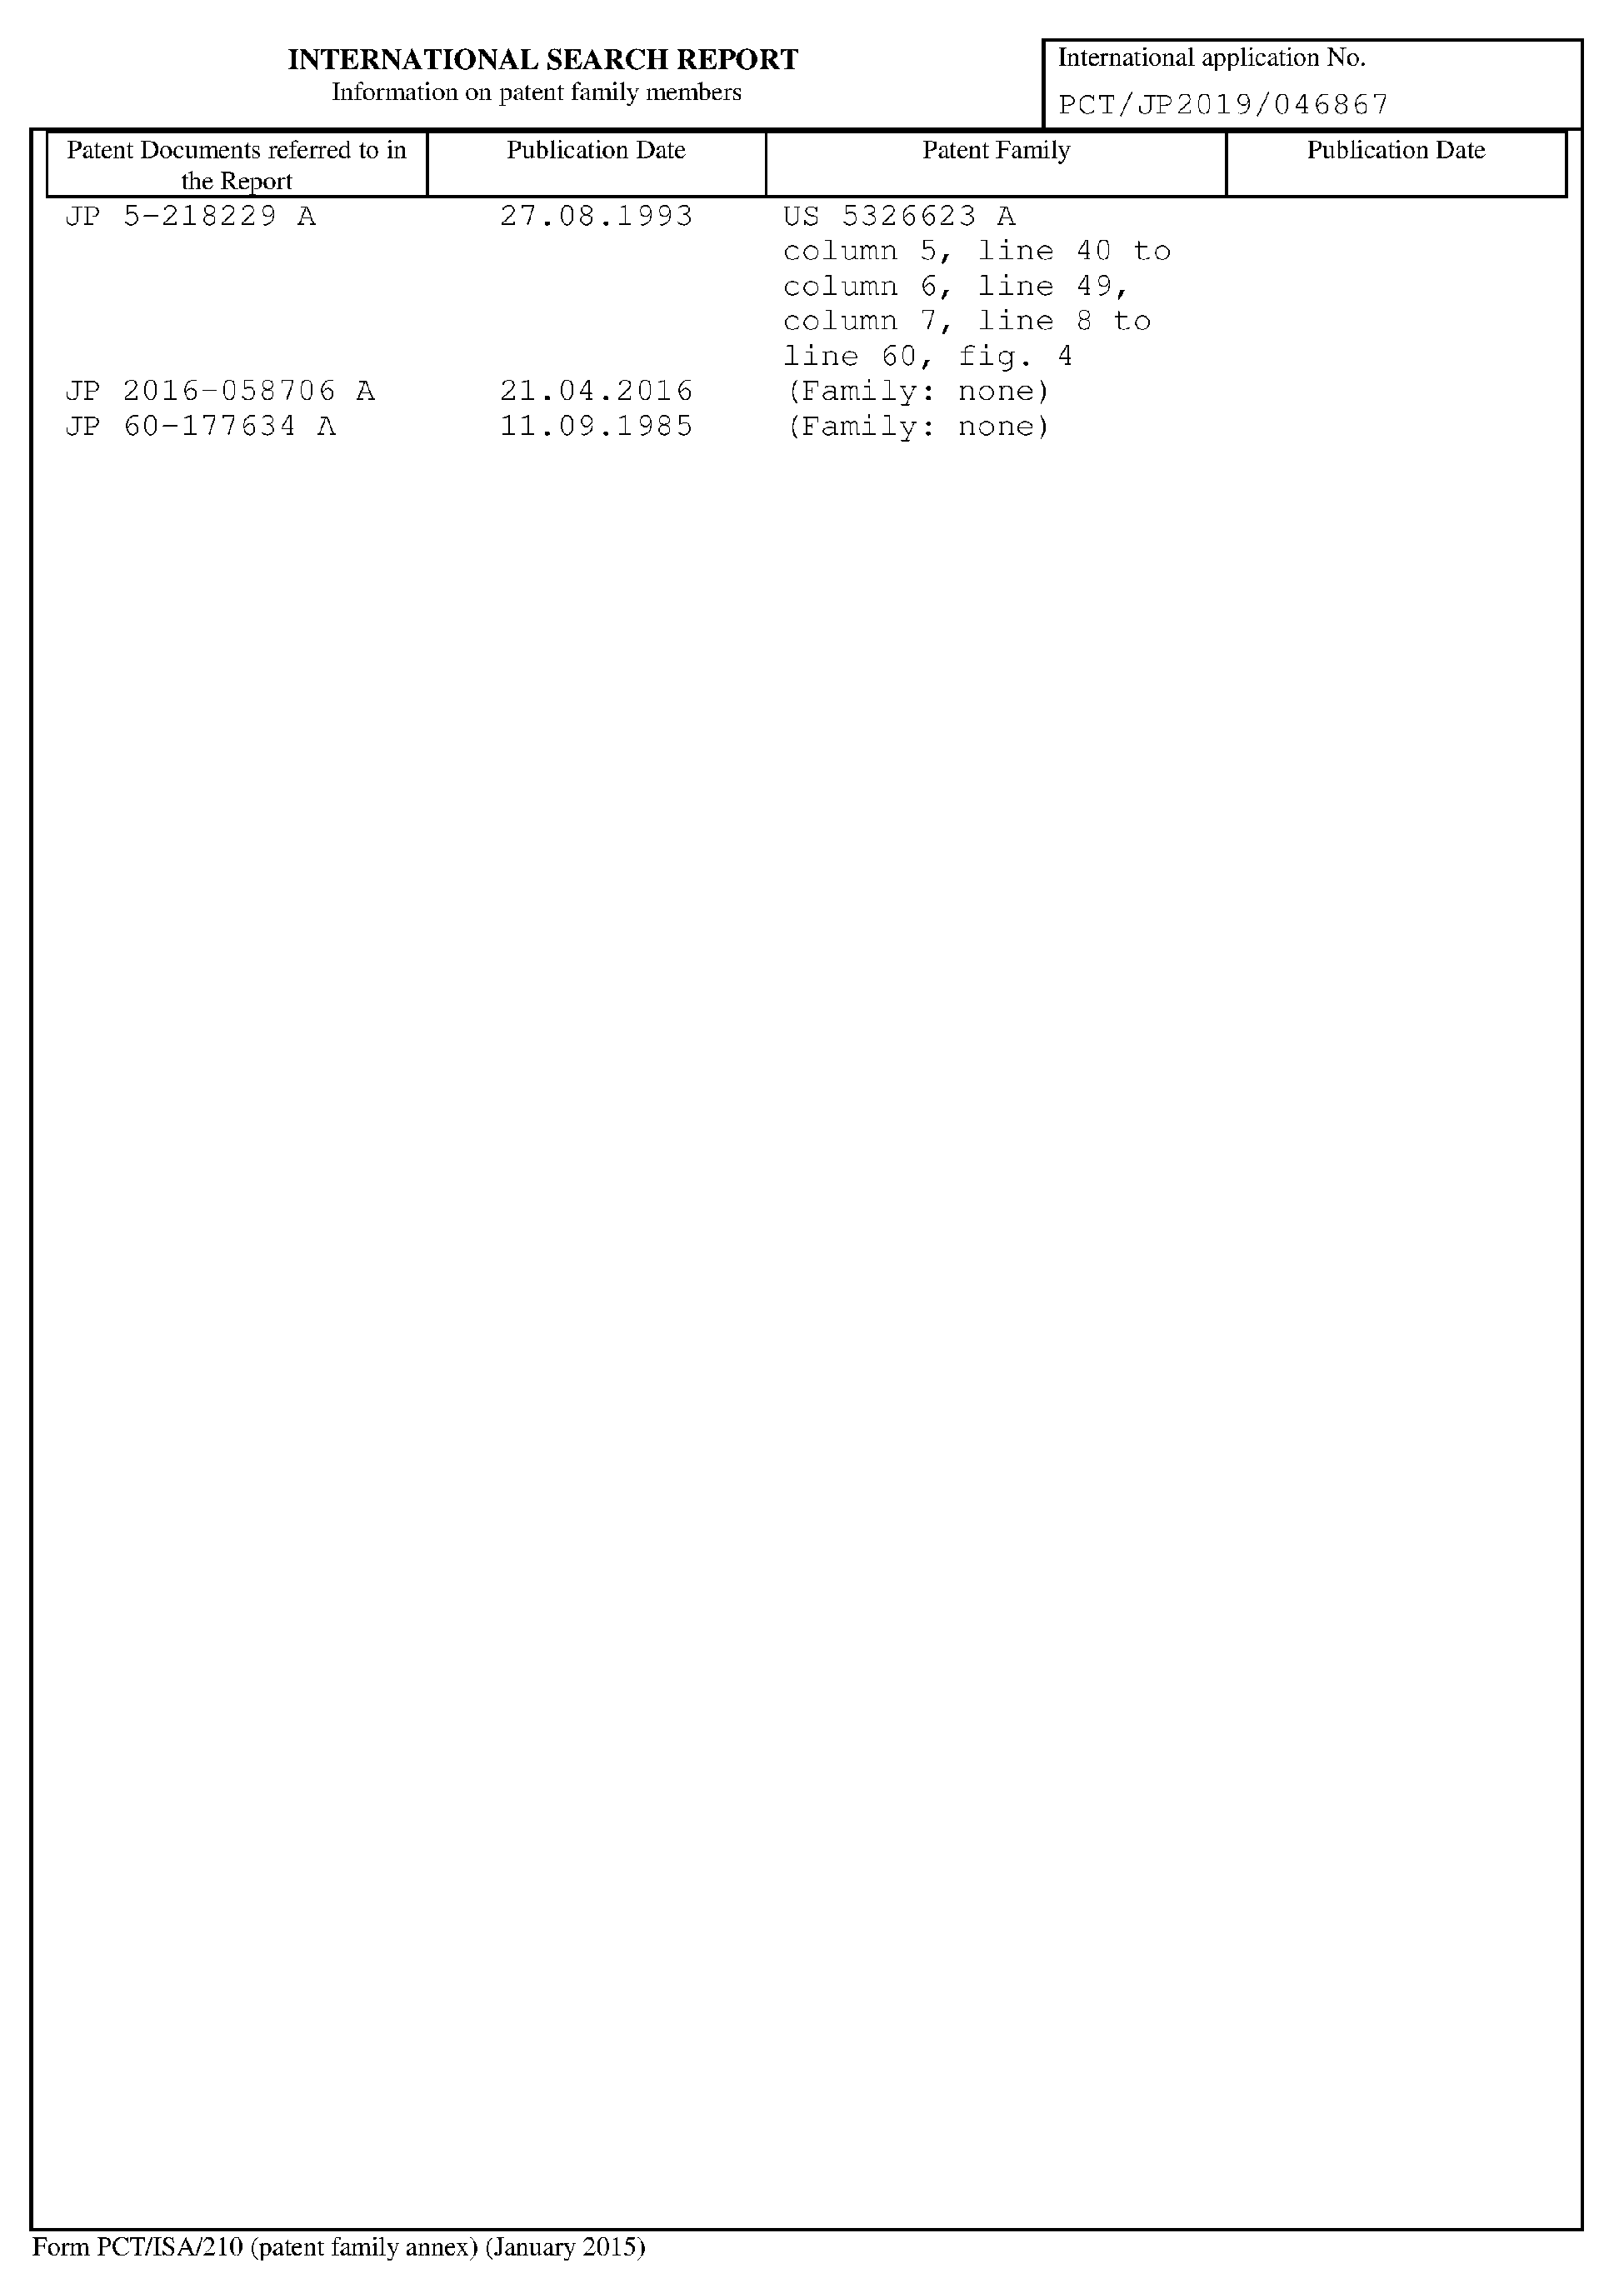 INTERNATIONAL SEARCH REPORT
Information on patent family members
International application No.
PCT/JP2019/046867
Patent Documents referred to in the Report
Publication Date
Patent Family
Publication Date
JP 5-218229 A 27.08.1993 US 5326623 A
column 5, line 40 to
column 6, line 49,
column 7, line 8 to
line 60, fig. 4
JP 2016-058706 A 21.04.2016 (Family: none)
JP 60-177634 A 11.09.1985 (Family: none)
Form PCT/ISA/210 (patent family annex) (January 2015)